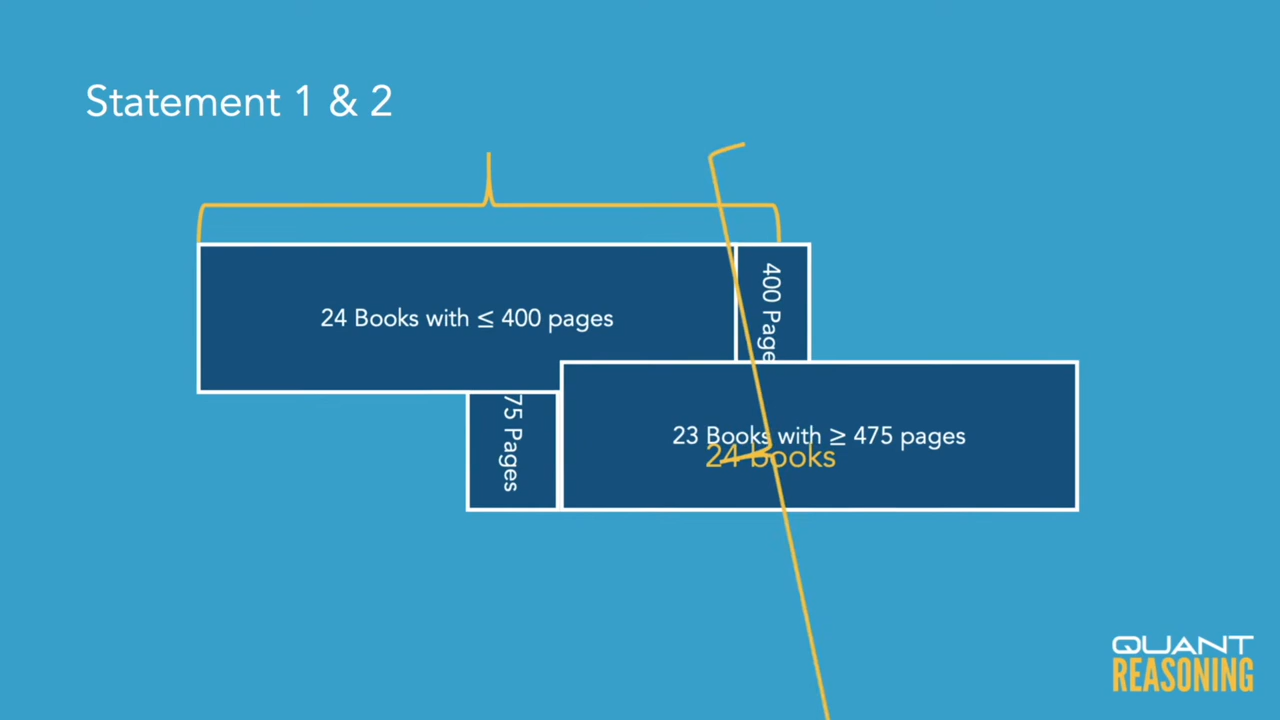 Statement 1 & 2
24 Books with ≤ 400 pages
400 Page
75 Pages
23 Books with ≥ 475 pages
24 books
QUANT
REASONING